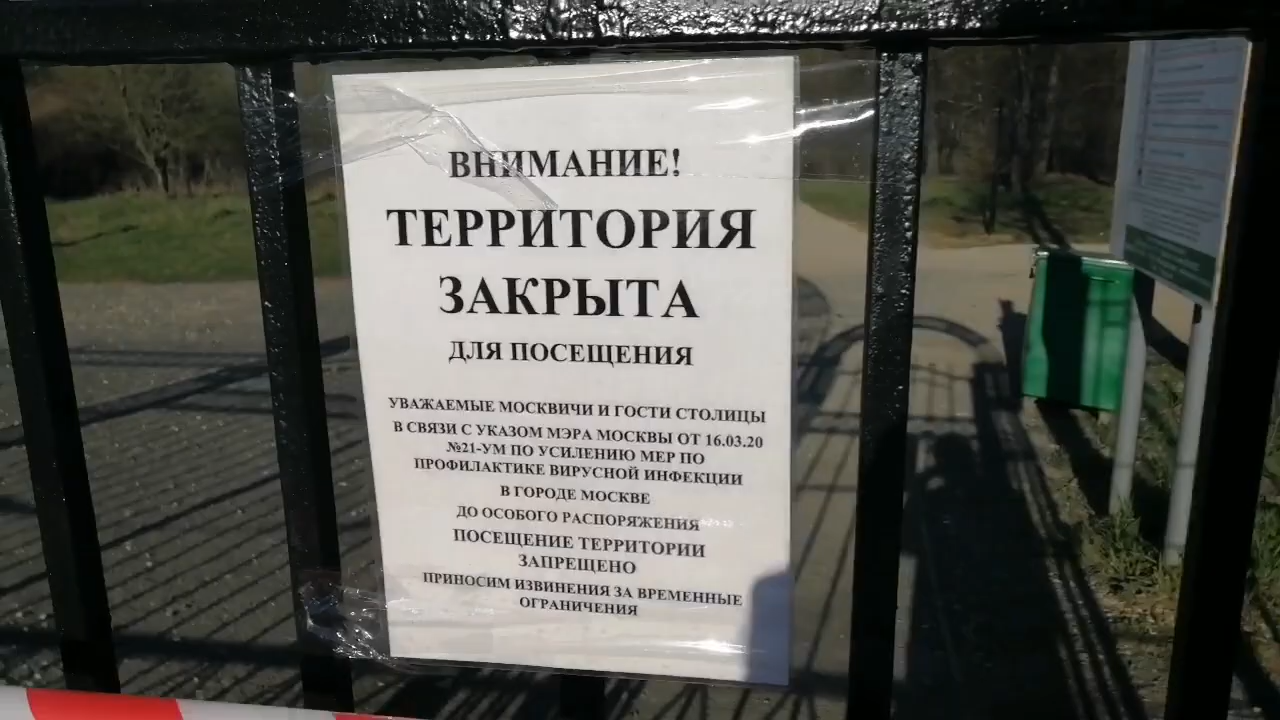 ВНИМАНИЕ!
ТЕРРИТОРИЯ
ЗАКРЫТА
ДЛЯ ПОСЕЩЕНИЯ
УВАЖАЕМЫЕ МОСКВИЧИ И ГОСТИ СТОЛИЦЫ
В СВЯЗИ С УКАЗОМ МЭРА МОСКВЫ ОТ 16.03.20
№21-УМ ПО УСИЛЕНИЮ МЕР ПО
ПРОФИЛАКТИКЕ ВИРУСНОЙ ИНФЕКЦИИ
В ГОРОДЕ МОСКВЕ
ДО ОСОБОГО РАСПОРЯЖЕНИЯ
ПОСЕЩЕНИЕ ТЕРРИТОРИИ
ЗАПРЕЩЕНО
ПРИНОСИМ ИЗВИНЕНИЯ ЗА ВРЕМЕННЫЕ
ОГРАНИЧЕНИЯ